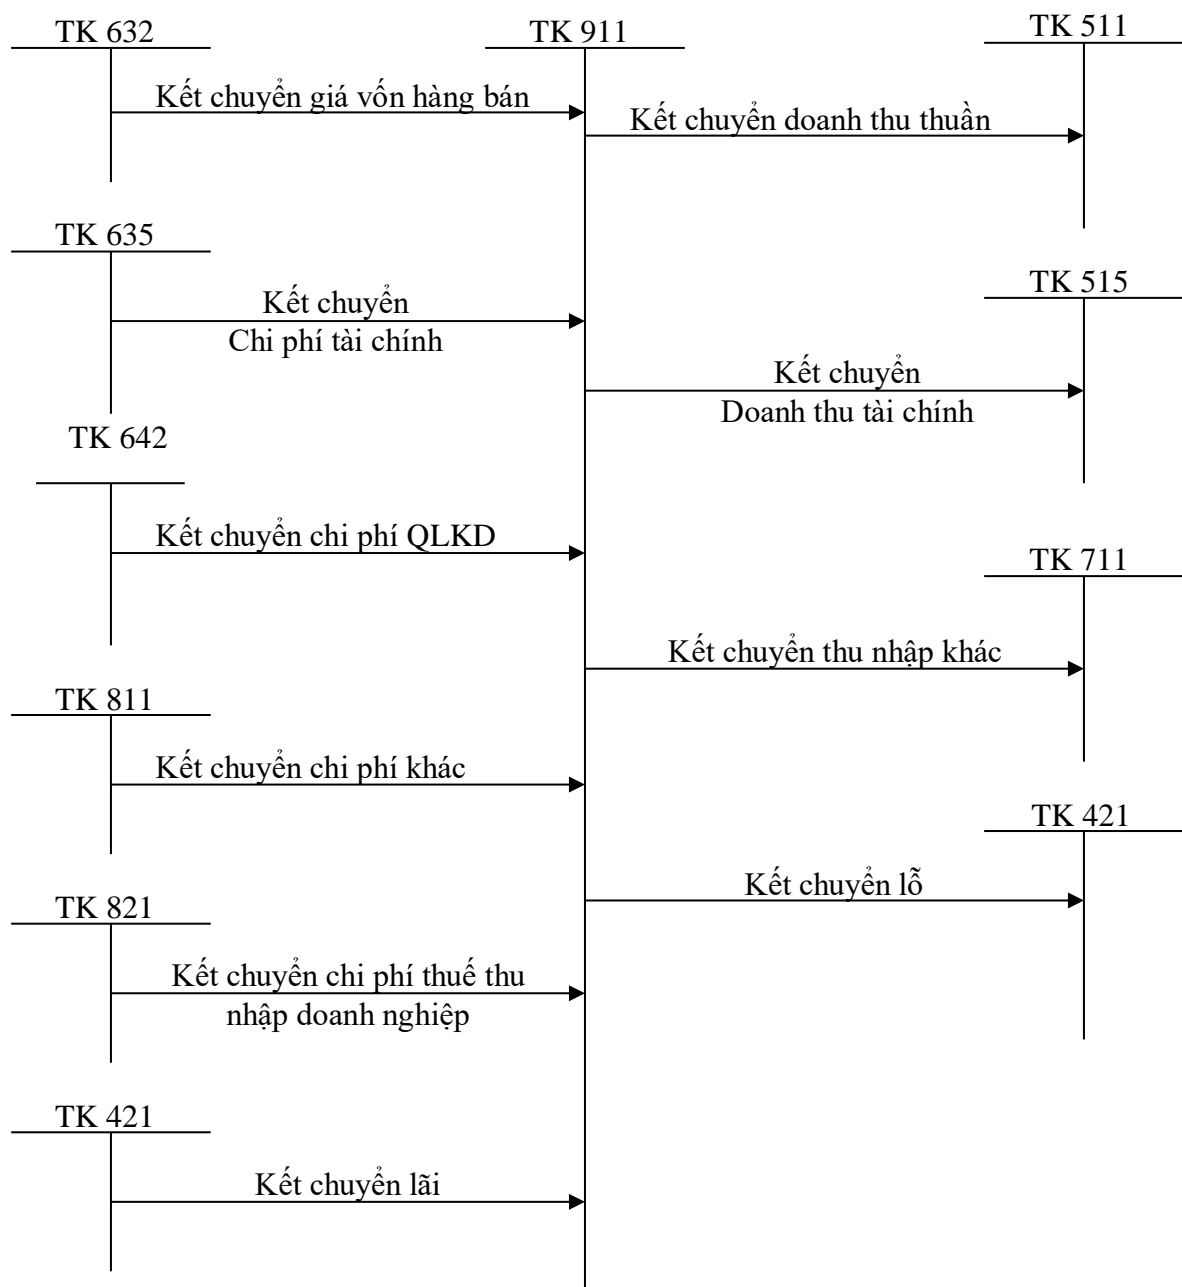 TK 632
TK 911
TK 511
Kết chuyển giá vốn hàng bán
Kết chuyển doanh thu thuần
TK 635
TK 515
Kết chuyển
Chi phí tài chính
Kết chuyển
Doanh thu tài chính
TK 642
Kết chuyển chi phí QLKD
TK 711
Kết chuyển thu nhập khác
TK 811
Kết chuyển chi phí khác
TK 421
Kết chuyển lỗ
TK 821
Kết chuyển chi phí thuế thu
nhập doanh nghiệp
TK 421
Kết chuyển lãi